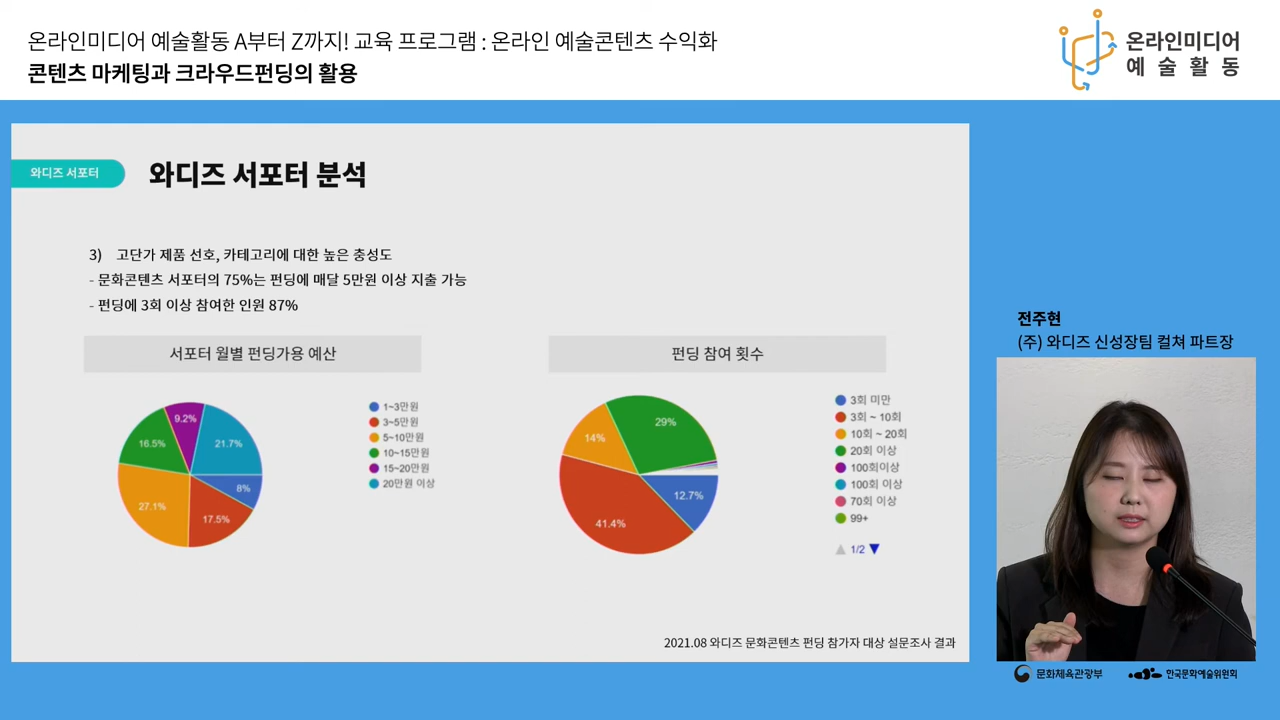 온라인미디어 예술활동 A부터 Z까지! 교육 프로그램 : 온라인 예술콘텐츠 수익화
콘텐츠 마케팅과 크라우드펀딩의 활용
온라인미디어
예술활동
와디즈 서포터
와디즈 서포터 분석
3) 고단가 제품 선호, 카테고리에 대한 높은 충성도
- 문화콘텐츠 서포터의 75%는 펀딩에 매달 5만원 이상 지출 가능
- 펀딩에 3회 이상 참여한 인원 87%
서포터 월별 펀딩가용 예산
9.2%
21.7%
16.5%
8%
27.1%
17.5%
1~3만원
3~5만원
5~10만원
10~15만원
15~20만원
20만원 이상
펀딩 참여 횟수
29%
14%
12.7%
41.4%
3회 미만
3회 ~ 10회
10회 ~ 20회
20회 이상
100회이상
100회 이상
70회 이상
99+
1/2
2021.08 와디즈 문화콘텐츠 펀딩 참가자 대상 설문조사 결과
전주현
(주) 와디즈 신성장팀 컬쳐 파트장
문화체육관광부
한국문화예술위원회